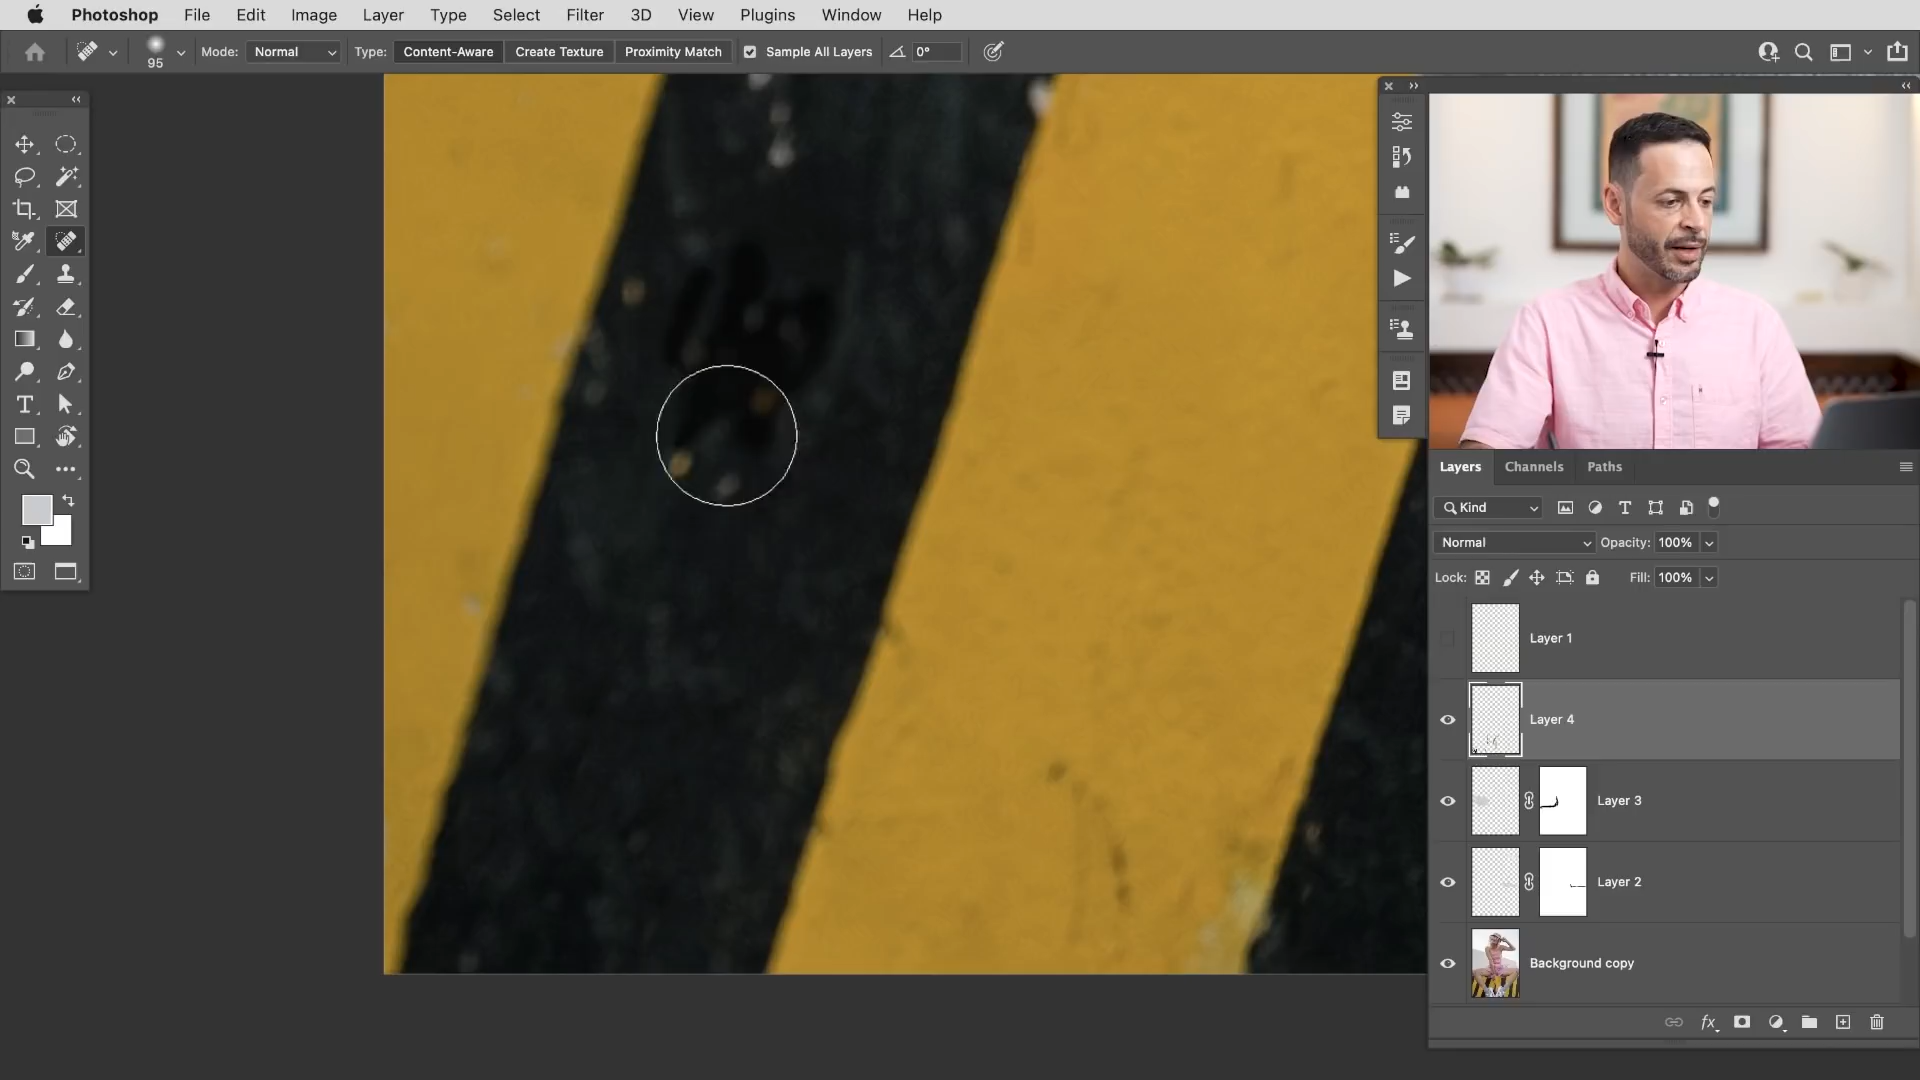 Photoshop File Edit Image Layer Type Select Filter 3D View Plugins Window Help
95 Mode: Normal Type: Content-Aware Create Texture Proximity Match Sample All Layers 0°
Layers Channels Paths
Kind
Normal Opacity: 100%
Lock: Fill: 100%
Layer 1
Layer 4
Layer 3
Layer 2
Background copy
fx